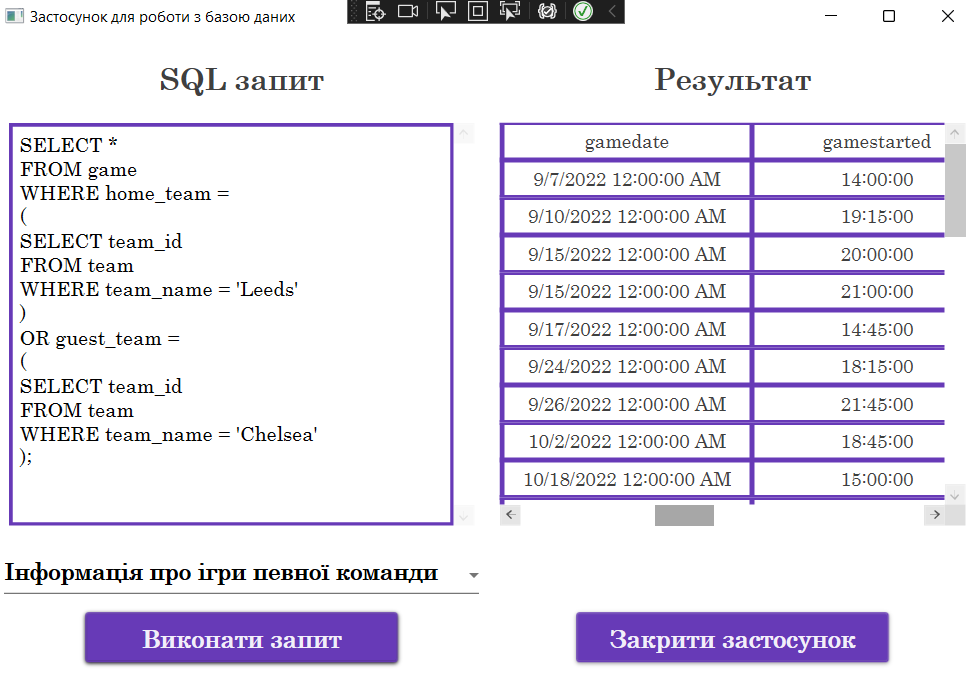 Застосунок для роботи з базою даних
SQL запит
Результат
SELECT *
FROM game
WHERE home_team =
(
SELECT team_id
FROM team
WHERE team_name = 'Leeds'
)
OR guest_team =
(
SELECT team_id
FROM team
WHERE team_name = 'Chelsea'
);
gamedate gamestarted
9/7/2022 12:00:00 AM 14:00:00
9/10/2022 12:00:00 AM 19:15:00
9/15/2022 12:00:00 AM 20:00:00
9/15/2022 12:00:00 AM 21:00:00
9/17/2022 12:00:00 AM 14:45:00
9/24/2022 12:00:00 AM 18:15:00
9/26/2022 12:00:00 AM 21:45:00
10/2/2022 12:00:00 AM 18:45:00
10/18/2022 12:00:00 AM 15:00:00
Інформація про ігри певної команди
Виконати запит
Закрити застосунок